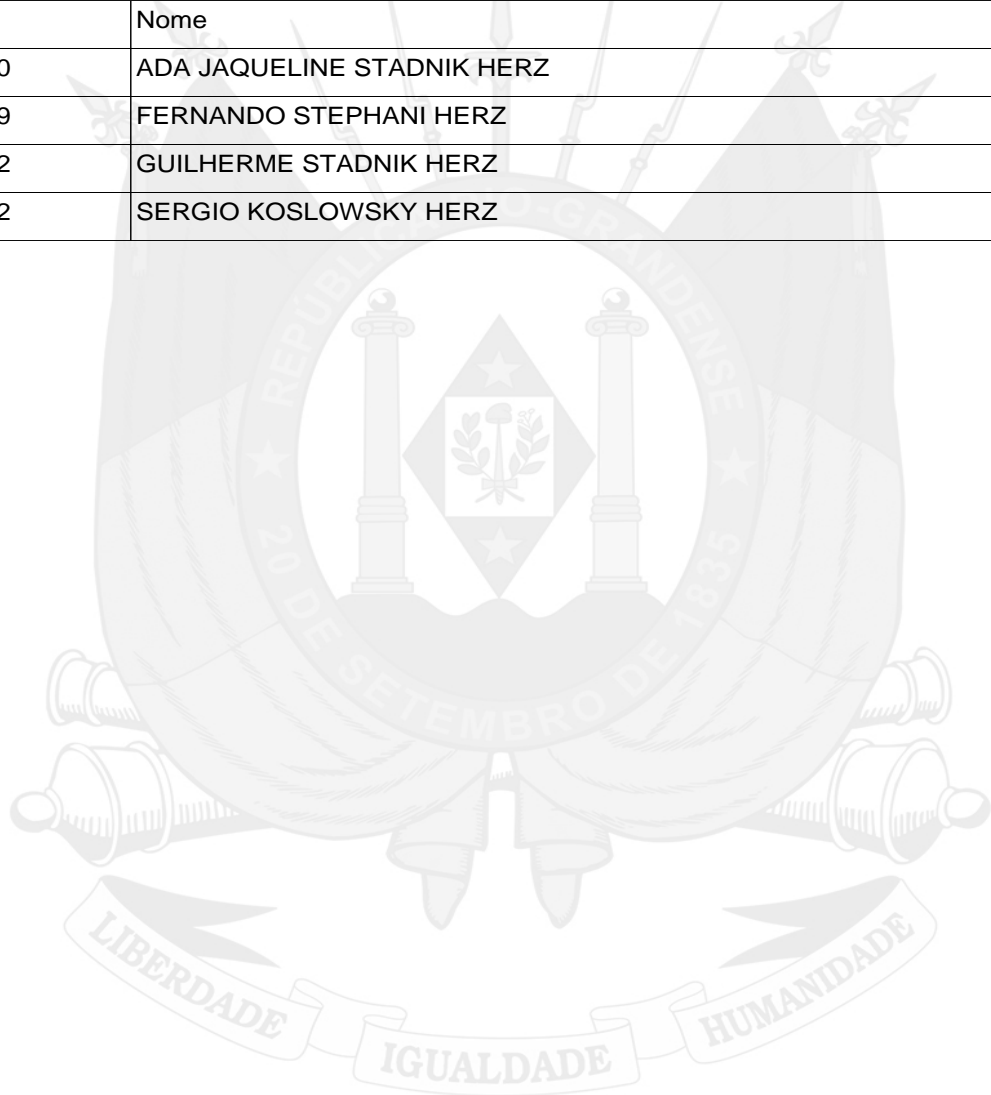 Nome
0 ADA JAQUELINE STADNIK HERZ
9 FERNANDO STEPHANI HERZ
2 GUILHERME STADNIK HERZ
2 SERGIO KOSLOWSKY HERZ
REPÚBLICA RIO-GRANDENSE
20 DE SETEMBRO DE 1835
LIBERDADE
IGUALDADE
HUMANIDADE